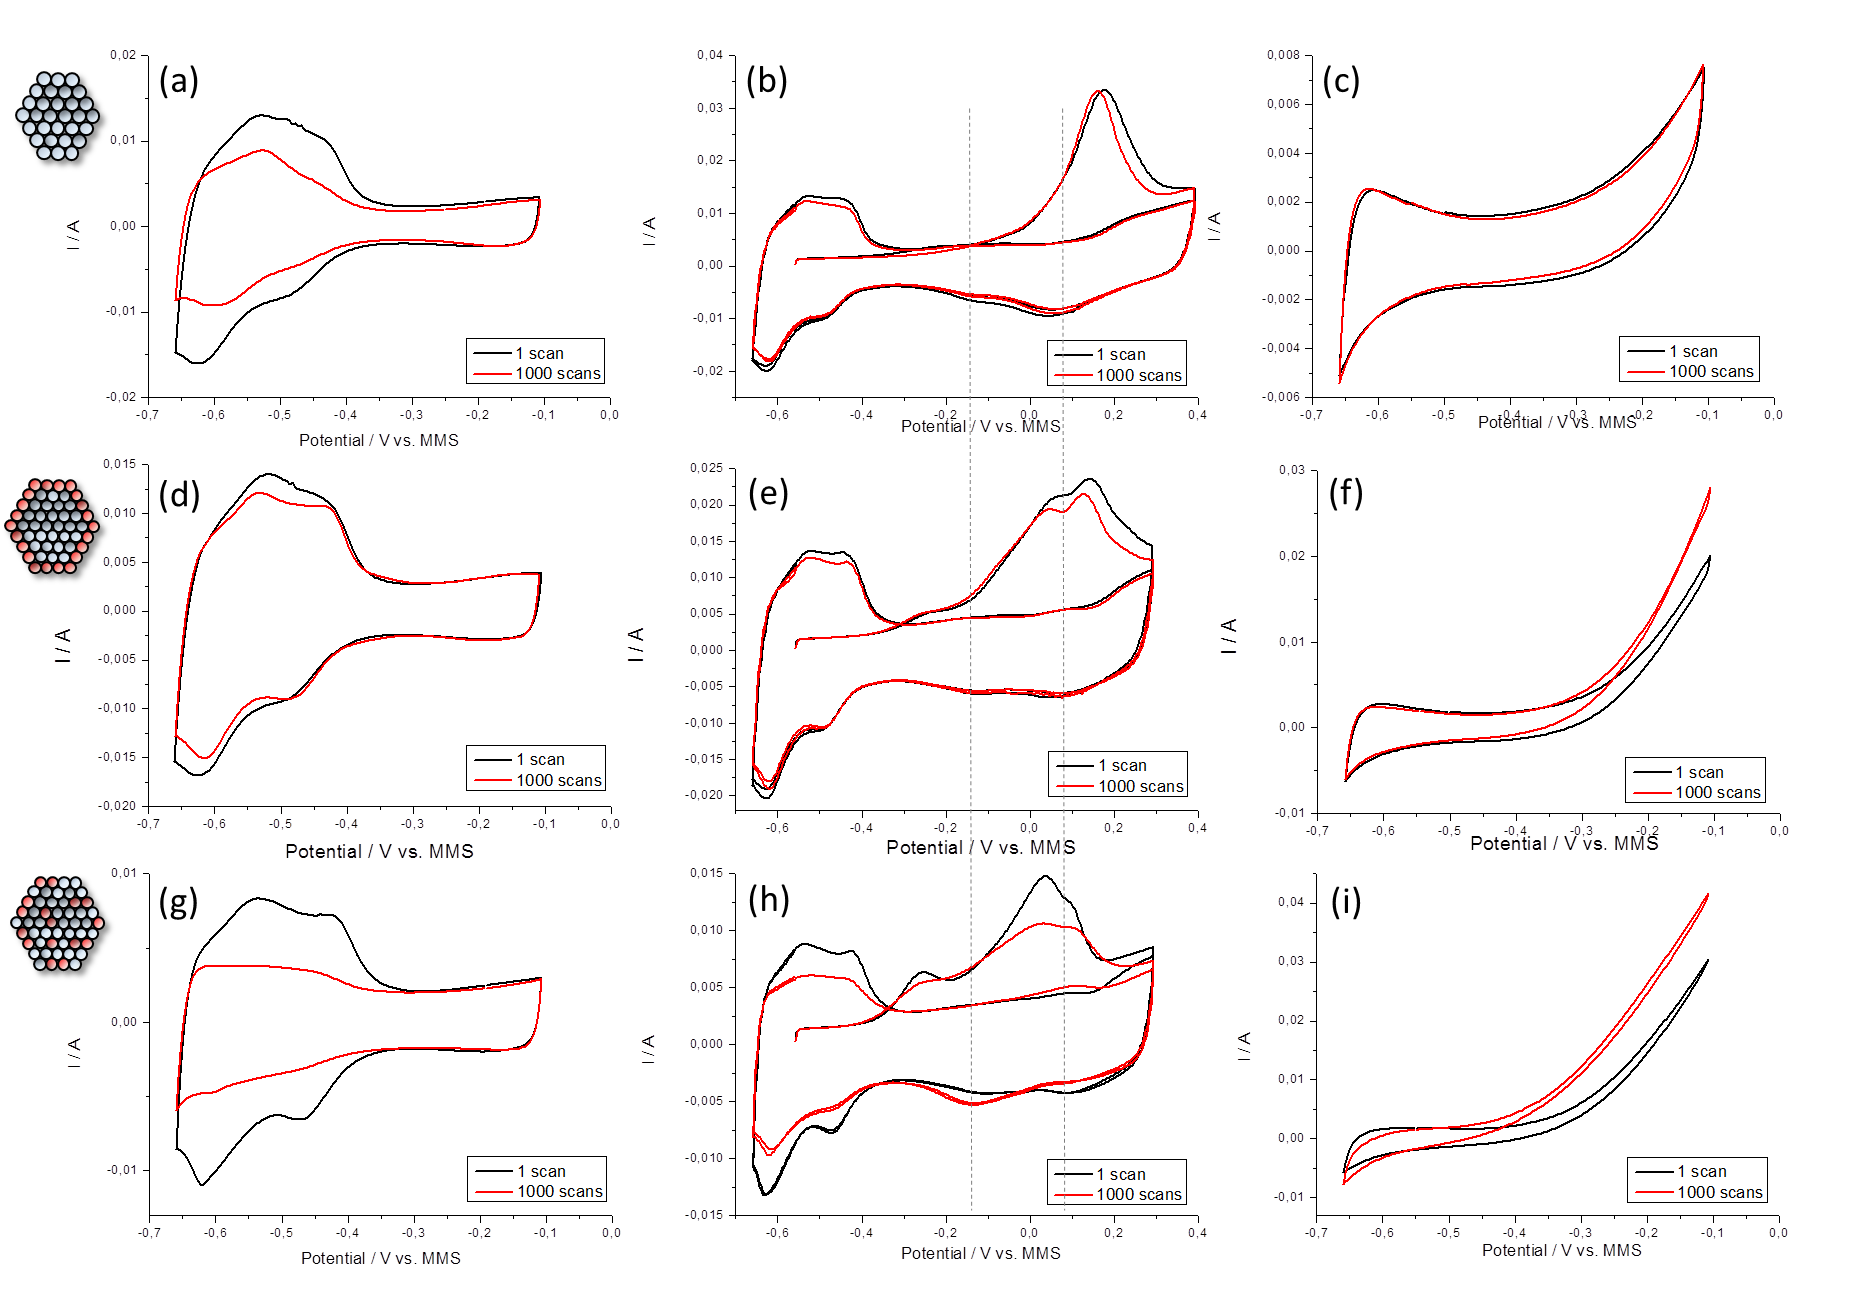 (a)
I / A
0,02
0,01
0,00
-0,01
-0,02
-0,7
-0,6
-0,5
-0,4
-0,3
-0,2
-0,1
0,0
Potential / V vs. MMS
1 scan
1000 scans
(b)
I / A
0,04
0,03
0,02
0,01
0,00
-0,01
-0,02
-0,6
-0,4
-0,2
0,0
0,2
0,4
Potential / V vs. MMS
1 scan
1000 scans
(c)
I / A
0,008
0,006
0,004
0,002
0,000
-0,002
-0,004
-0,006
-0,7
-0,6
-0,5
-0,4
-0,3
-0,2
-0,1
0,0
Potential / V vs. MMS
1 scan
1000 scans
(d)
I / A
0,015
0,010
0,005
0,000
-0,005
-0,010
-0,015
-0,020
-0,7
-0,6
-0,5
-0,4
-0,3
-0,2
-0,1
0,0
Potential / V vs. MMS
1 scan
1000 scans
(e)
I / A
0,025
0,020
0,015
0,010
0,005
0,000
-0,005
-0,010
-0,015
-0,020
-0,6
-0,4
-0,2
0,0
0,2
0,4
Potential / V vs. MMS
1 scan
1000 scans
(f)
I / A
0,03
0,02
0,01
0,00
-0,01
-0,7
-0,6
-0,5
-0,4
-0,3
-0,2
-0,1
0,0
Potential / V vs. MMS
1 scan
1000 scans
(g)
I / A
0,01
0,00
-0,01
-0,7
-0,6
-0,5
-0,4
-0,3
-0,2
-0,1
0,0
Potential / V vs. MMS
1 scan
1000 scans
(h)
I / A
0,015
0,010
0,005
0,000
-0,005
-0,010
-0,015
-0,6
-0,4
-0,2
0,0
0,2
0,4
Potential / V vs. MMS
1 scan
1000 scans
(i)
I / A
0,04
0,03
0,02
0,01
0,00
-0,01
-0,7
-0,6
-0,5
-0,4
-0,3
-0,2
-0,1
0,0
Potential / V vs. MMS
1 scan
1000 scans